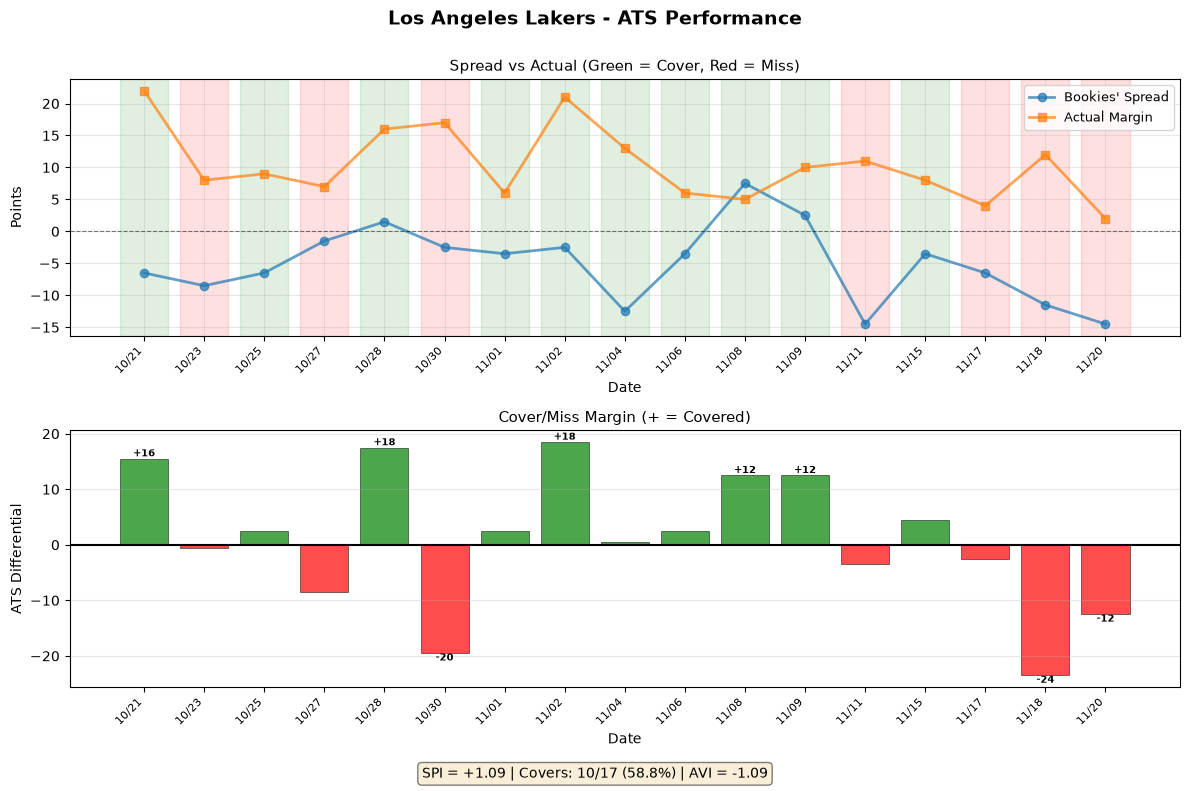 Los Angeles Lakers - ATS Performance
Spread vs Actual (Green = Cover, Red = Miss)
Bookies' Spread
Actual Margin
Points
20
15
10
5
0
−5
−10
−15
10/21 10/23 10/25 10/27 10/28 10/30 11/01 11/02 11/04 11/06 11/08 11/09 11/11 11/15 11/17 11/18 11/20
Date
Cover/Miss Margin (+ = Covered)
ATS Differential
20
10
0
−10
−20
+16
+18
-20
+18
+12
+12
-24
-12
10/21 10/23 10/25 10/27 10/28 10/30 11/01 11/02 11/04 11/06 11/08 11/09 11/11 11/15 11/17 11/18 11/20
Date
SPI = +1.09 | Covers: 10/17 (58.8%) | AVI = -1.09